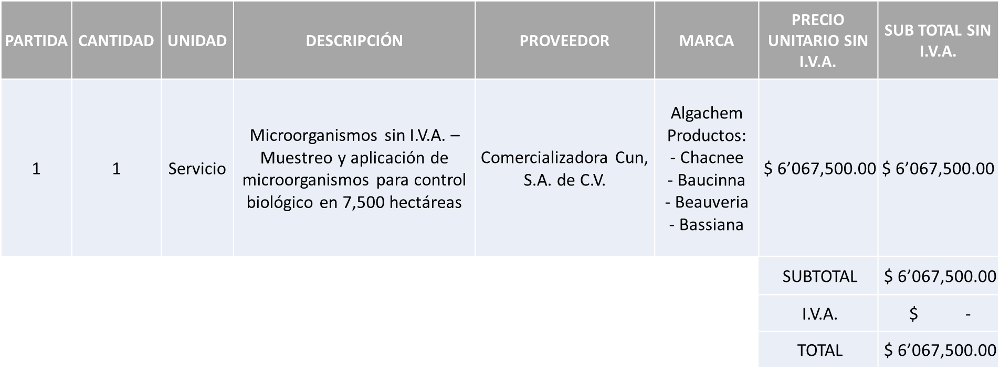 PARTIDA
CANTIDAD
UNIDAD
DESCRIPCIÓN
PROVEEDOR
MARCA
PRECIO
UNITARIO SIN
I.V.A.
SUB TOTAL SIN
I.V.A.
1
1
Servicio
Microorganismos sin I.V.A. –
Muestreo y aplicación de
microorganismos para control
biológico en 7,500 hectáreas
Comercializadora Cun,
S.A. de C.V.
Algachem
Productos:
- Chacnee
- Baucinna
- Beauveria
- Bassiana
$ 6’067,500.00
$ 6’067,500.00
SUBTOTAL
$ 6’067,500.00
I.V.A.
$ -
TOTAL
$ 6’067,500.00